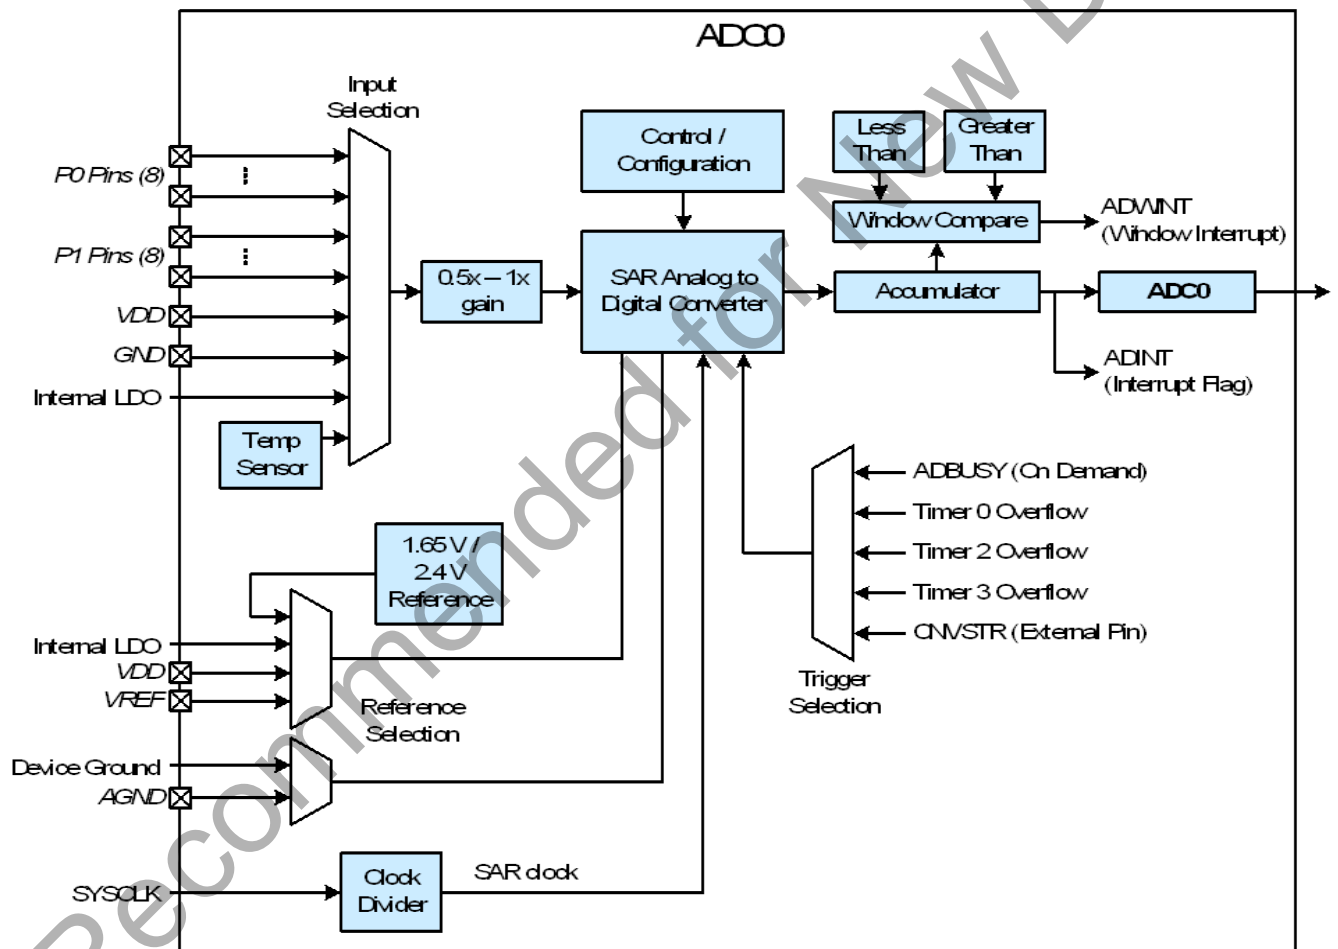 ADC0
Input
Selection
P0 Pins (8)
P1 Pins (8)
VDD
GND
Internal LDO
Temp
Sensor
0.5x – 1x
gain
Control /
Configuration
SAR Analog to
Digital Converter
Less
Than
Greater
Than
Window Compare
ADWINT
(Window Interrupt)
Accumulator
ADC0
ADINT
(Interrupt Flag)
ADBUSY (On Demand)
Timer 0 Overflow
Timer 2 Overflow
Timer 3 Overflow
CNVSTR (External Pin)
Trigger
Selection
1.65 V /
2.4 V
Reference
Internal LDO
VDD
VREF
Reference
Selection
Device Ground
AGND
SYSCLK
Clock
Divider
SAR clock
Recommended for New